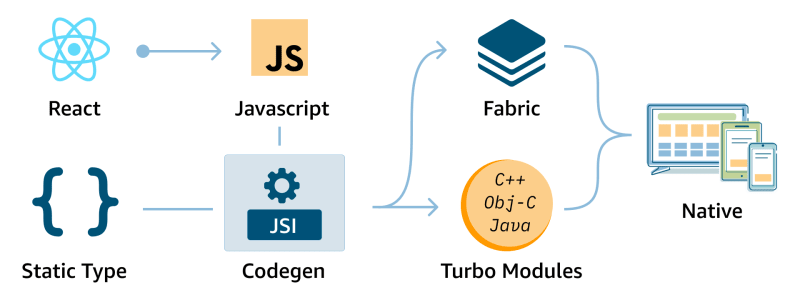 JS
React
Javascript
Fabric
C++
Obj-C
Java
JSI
Native
Static Type
Codegen
Turbo Modules